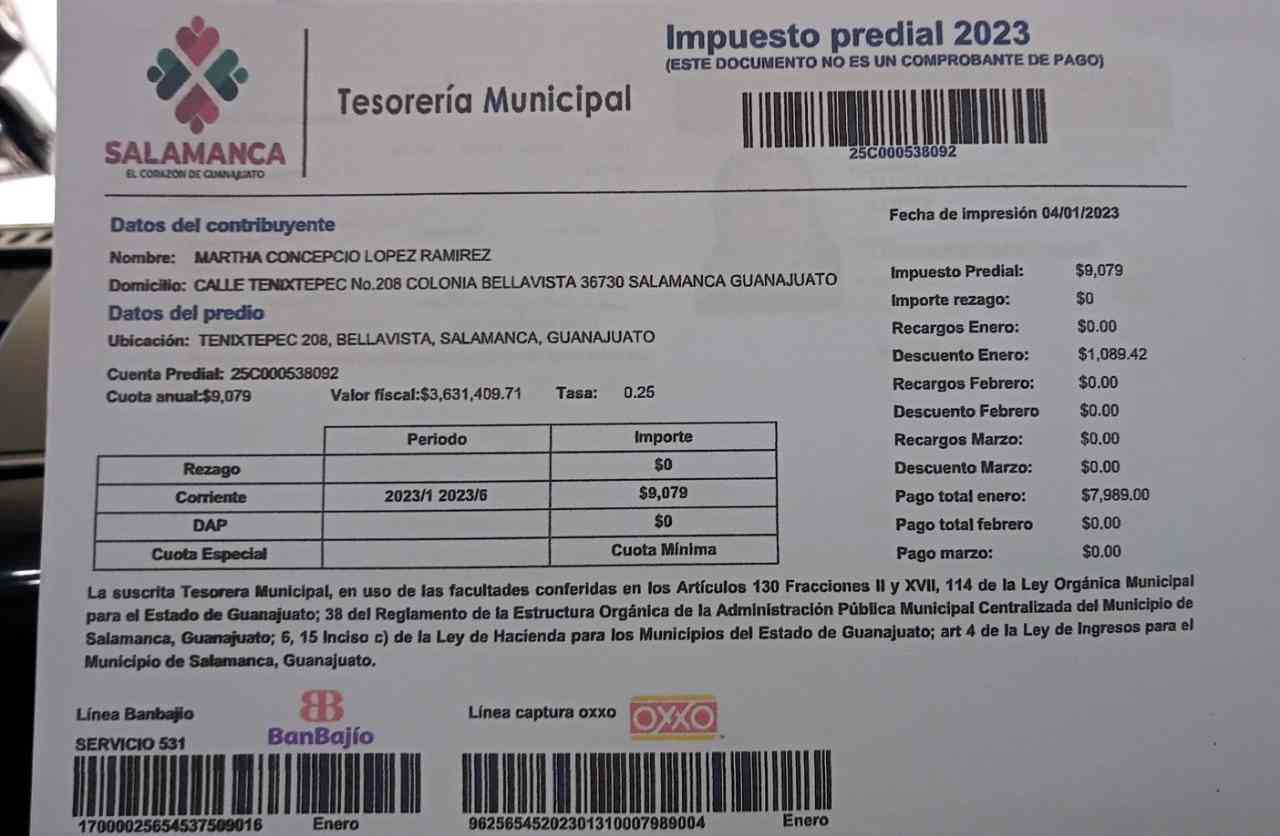 SALAMANCA
EL CORAZÓN DE GUANAJUATO
Tesorería Municipal
Impuesto predial 2023
(ESTE DOCUMENTO NO ES UN COMPROBANTE DE PAGO)
25C000538092
Fecha de impresión 04/01/2023
Datos del contribuyente
Nombre: MARTHA CONCEPCIO LOPEZ RAMIREZ
Domicilio: CALLE TENIXTEPEC No.208 COLONIA BELLAVISTA 36730 SALAMANCA GUANAJUATO
Datos del predio
Ubicación: TENIXTEPEC 208, BELLAVISTA, SALAMANCA, GUANAJUATO
Cuenta Predial: 25C000538092
Cuota anual:$9,079 Valor fiscal:$3,631,409.71 Tasa: 0.25
Periodo Importe
Rezago $0
Corriente 2023/1 2023/6 $9,079
DAP $0
Cuota Especial Cuota Mínima
Impuesto Predial: $9,079
Importe rezago: $0
Recargos Enero: $0.00
Descuento Enero: $1,089.42
Recargos Febrero: $0.00
Descuento Febrero $0.00
Recargos Marzo: $0.00
Descuento Marzo: $0.00
Pago total enero: $7,989.00
Pago total febrero $0.00
Pago marzo: $0.00
La suscrita Tesorera Municipal, en uso de las facultades conferidas en los Artículos 130 Fracciones II y XVII, 114 de la Ley Orgánica Municipal
para el Estado de Guanajuato; 38 del Reglamento de la Estructura Orgánica de la Administración Pública Municipal Centralizada del Municipio de
Salamanca, Guanajuato; 6, 15 Inciso c) de la Ley de Hacienda para los Municipios del Estado de Guanajuato; art 4 de la Ley de Ingresos para el
Municipio de Salamanca, Guanajuato.
Línea Banbajio
BanBajío
SERVICIO 531
17000025654537509016 Enero
Línea captura oxxo
OXXO
96256545202301310007989004 Enero